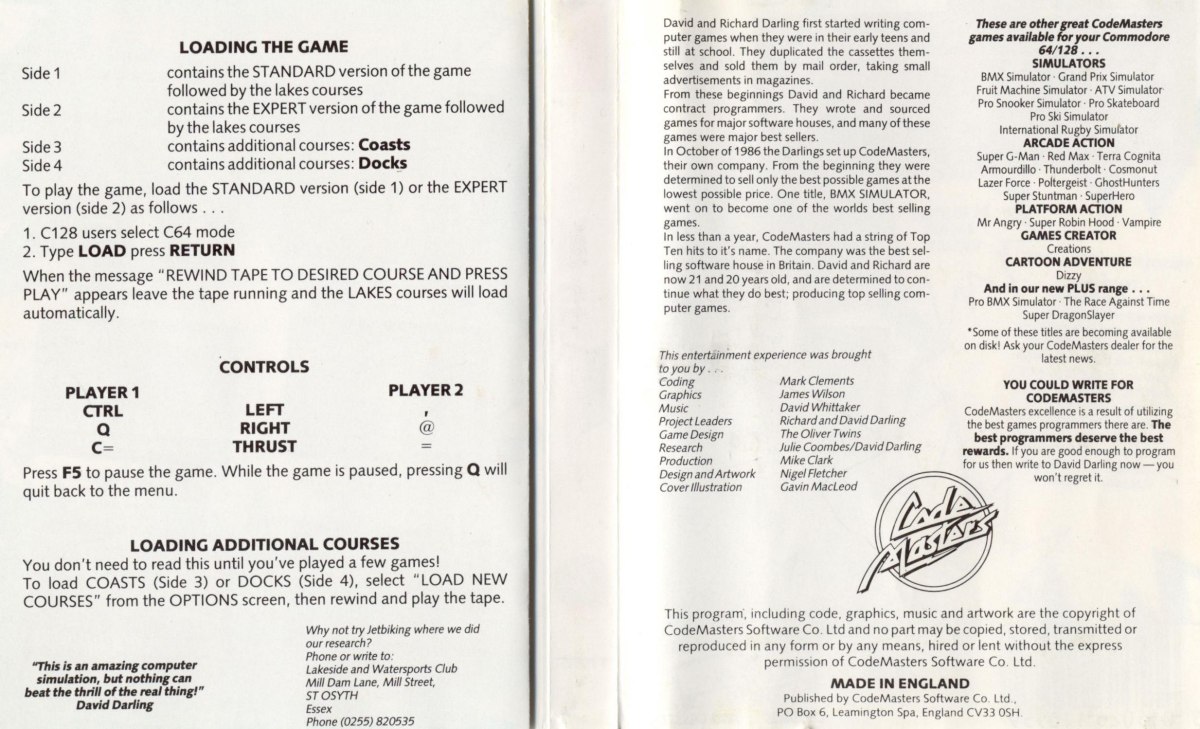 LOADING THE GAME
Side 1 contains the STANDARD version of the game
followed by the lakes courses
Side 2 contains the EXPERT version of the game followed
by the lakes courses
Side 3 contains additional courses: Coasts
Side 4 contains additional courses: Docks
To play the game, load the STANDARD version (side 1) or the EXPERT
version (side 2) as follows . . .
1. C128 users select C64 mode
2. Type LOAD press RETURN
When the message "REWIND TAPE TO DESIRED COURSE AND PRESS
PLAY" appears leave the tape running and the LAKES courses will load
automatically.
CONTROLS
PLAYER 1 PLAYER 2
CTRL LEFT ,
Q RIGHT @
C= THRUST =
Press F5 to pause the game. While the game is paused, pressing Q will
quit back to the menu.
LOADING ADDITIONAL COURSES
You don't need to read this until you've played a few games!
To load COASTS (Side 3) or DOCKS (Side 4), select "LOAD NEW
COURSES" from the OPTIONS screen, then rewind and play the tape.
"This is an amazing computer
simulation, but nothing can
beat the thrill of the real thing!"
David Darling
Why not try Jetbiking where we did
our research?
Phone or write to:
Lakeside and Watersports Club
Mill Dam Lane, Mill Street,
ST OSYTH
Essex
Phone (0255) 820535
David and Richard Darling first started writing com-
puter games when they were in their early teens and
still at school. They duplicated the cassettes them-
selves and sold them by mail order, taking small
advertisements in magazines.
From these beginnings David and Richard became
contract programmers. They wrote and sourced
games for major software houses, and many of these
games were major best sellers.
In October of 1986 the Darlings set up CodeMasters,
their own company. From the beginning they were
determined to sell only the best possible games at the
lowest possible price. One title, BMX SIMULATOR,
went on to become one of the worlds best selling
games.
In less than a year, CodeMasters had a string of Top
Ten hits to it's name. The company was the best sel-
ling software house in Britain. David and Richard are
now 21 and 20 years old, and are determined to con-
tinue what they do best; producing top selling com-
puter games.
This entertainment experience was brought
to you by . . .
Coding Mark Clements
Graphics James Wilson
Music David Whittaker
Project Leaders Richard and David Darling
Game Design The Oliver Twins
Research Julie Coombes/David Darling
Production Mike Clark
Design and Artwork Nigel Fletcher
Cover Illustration Gavin MacLeod
These are other great CodeMasters
games available for your Commodore
64/128 . . .
SIMULATORS
BMX Simulator · Grand Prix Simulator
Fruit Machine Simulator · ATV Simulator
Pro Snooker Simulator · Pro Skateboard
Pro Ski Simulator
International Rugby Simulator
ARCADE ACTION
Super G-Man · Red Max · Terra Cognita
Armourdillo · Thunderbolt · Cosmonut
Lazer Force · Poltergeist · GhostHunters
Super Stuntman · SuperHero
PLATFORM ACTION
Mr Angry · Super Robin Hood · Vampire
GAMES CREATOR
Creations
CARTOON ADVENTURE
Dizzy
And in our new PLUS range . . .
Pro BMX Simulator · The Race Against Time
Super DragonSlayer
*Some of these titles are becoming available
on disk! Ask your CodeMasters dealer for the
latest news.
YOU COULD WRITE FOR
CODEMASTERS
CodeMasters excellence is a result of utilizing
the best games programmers there are. The
best programmers deserve the best
rewards. If you are good enough to program
for us then write to David Darling now — you
won't regret it.
Code
Masters
This program, including code, graphics, music and artwork are the copyright of
CodeMasters Software Co. Ltd and no part may be copied, stored, transmitted or
reproduced in any form or by any means, hired or lent without the express
permission of CodeMasters Software Co. Ltd.
MADE IN ENGLAND
Published by CodeMasters Software Co. Ltd.,
PO Box 6, Leamington Spa, England CV33 0SH.